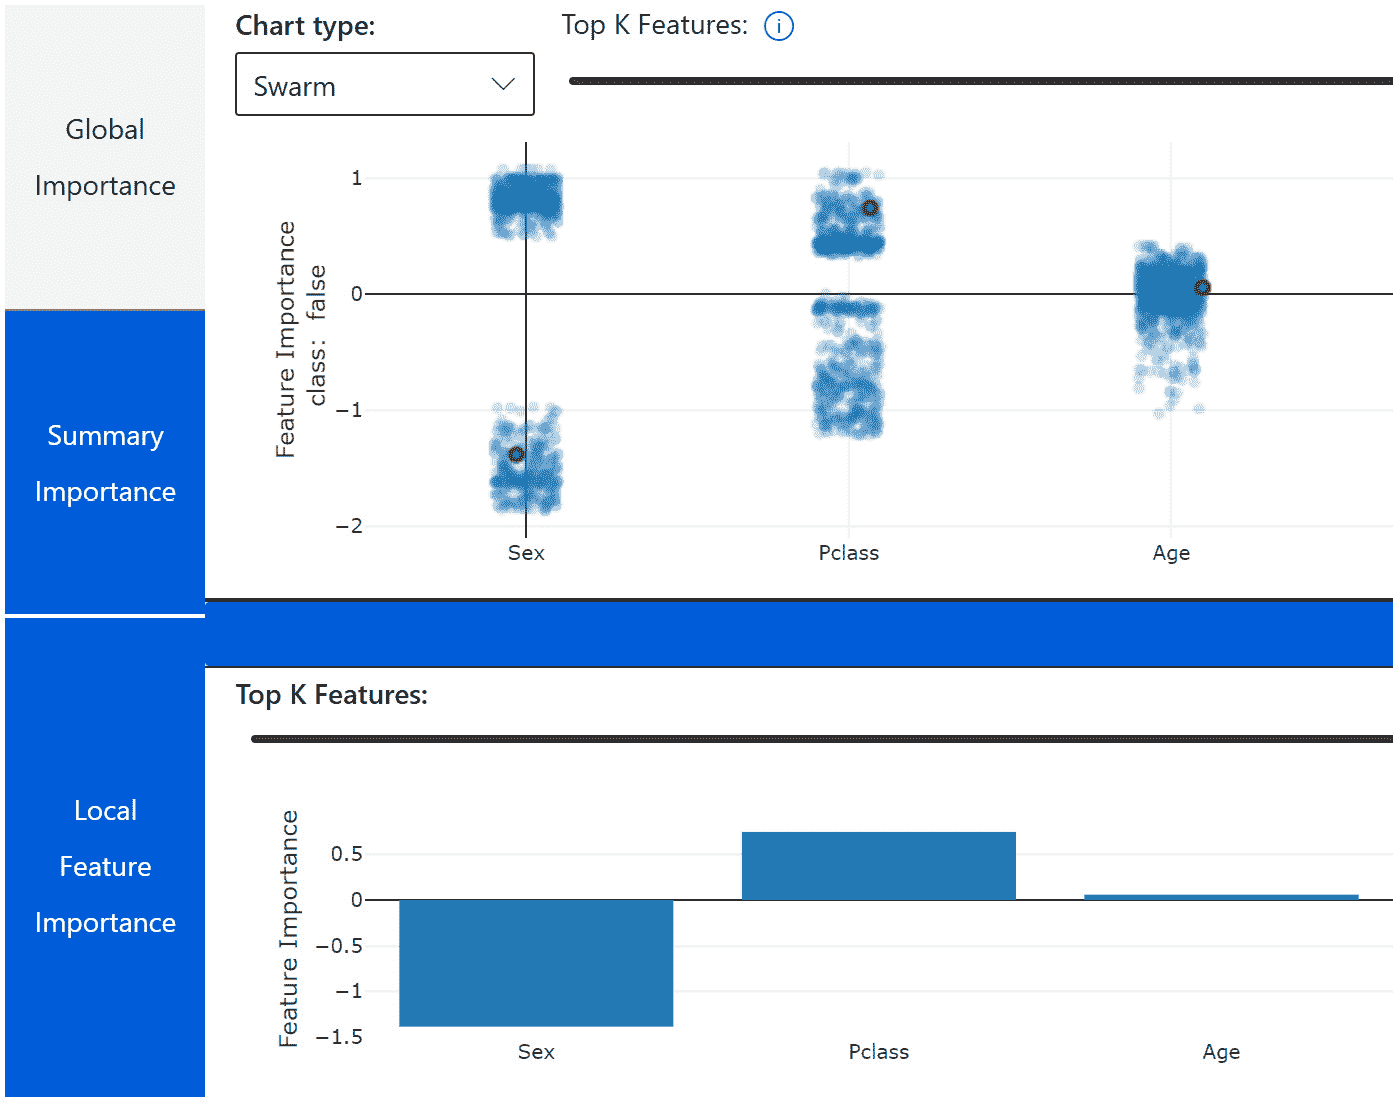 Chart type:
Top K Features:
i
Swarm
Global
Importance
Summary
Importance
Local
Feature
Importance
Feature Importance
class: false
1
0
−1
−2
Sex
Pclass
Age
Top K Features:
Feature Importance
0.5
0
−0.5
−1
−1.5
Sex
Pclass
Age